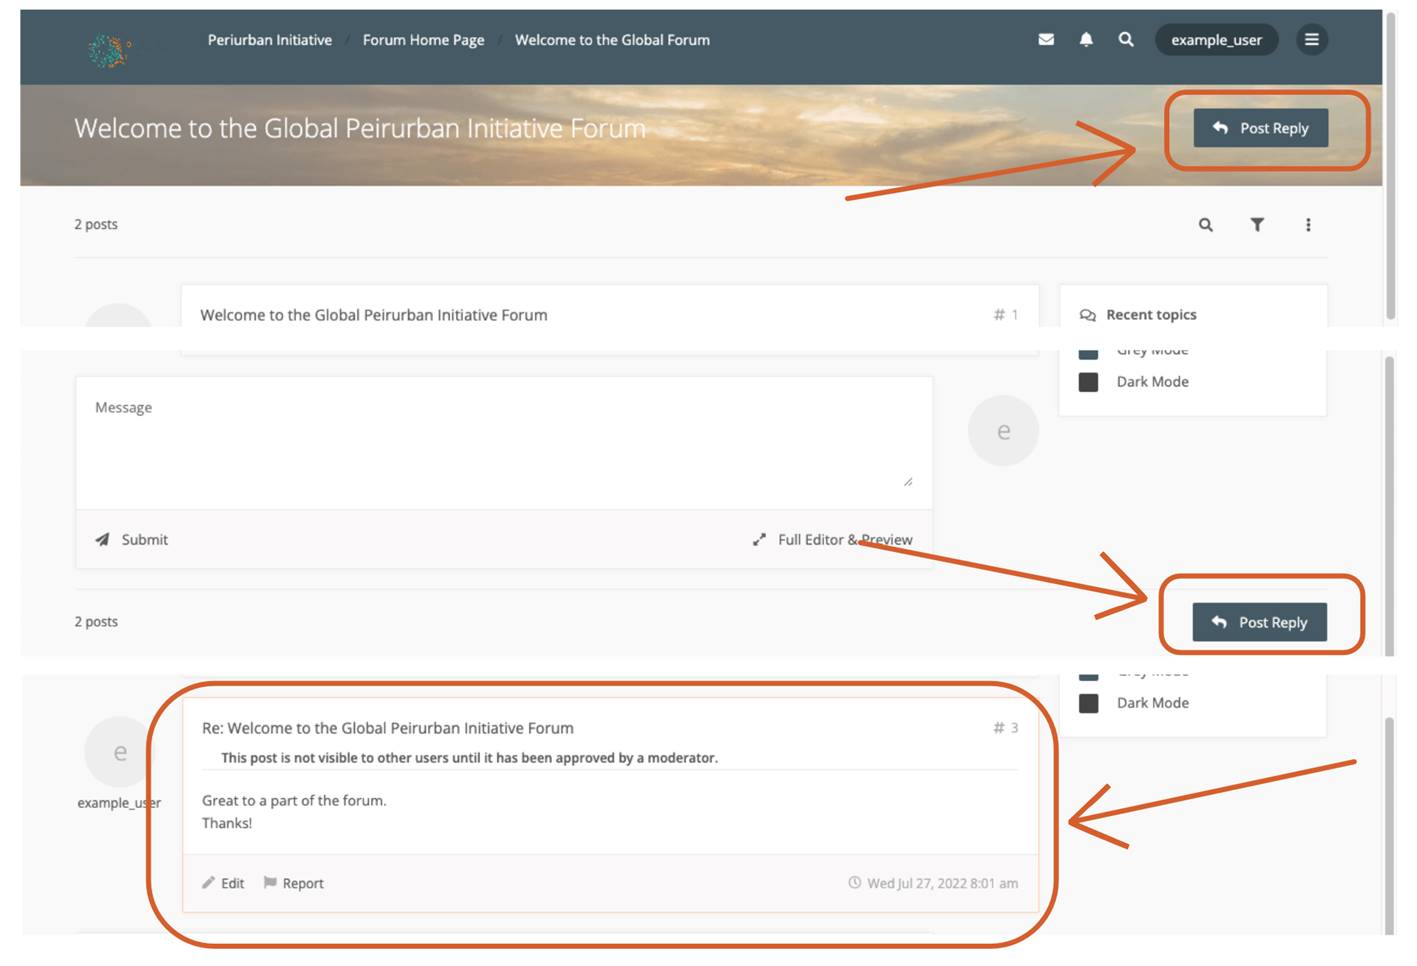 Periurban Initiative / Forum Home Page / Welcome to the Global Forum
example_user
Welcome to the Global Peirurban Initiative Forum
Post Reply
2 posts
Welcome to the Global Peirurban Initiative Forum # 1
Recent topics
Grey Mode
Dark Mode
Message
e
Submit
Full Editor & Preview
2 posts
Post Reply
Grey Mode
Dark Mode
e
example_user
Re: Welcome to the Global Peirurban Initiative Forum # 3
This post is not visible to other users until it has been approved by a moderator.
Great to a part of the forum.
Thanks!
Edit
Report
Wed Jul 27, 2022 8:01 am